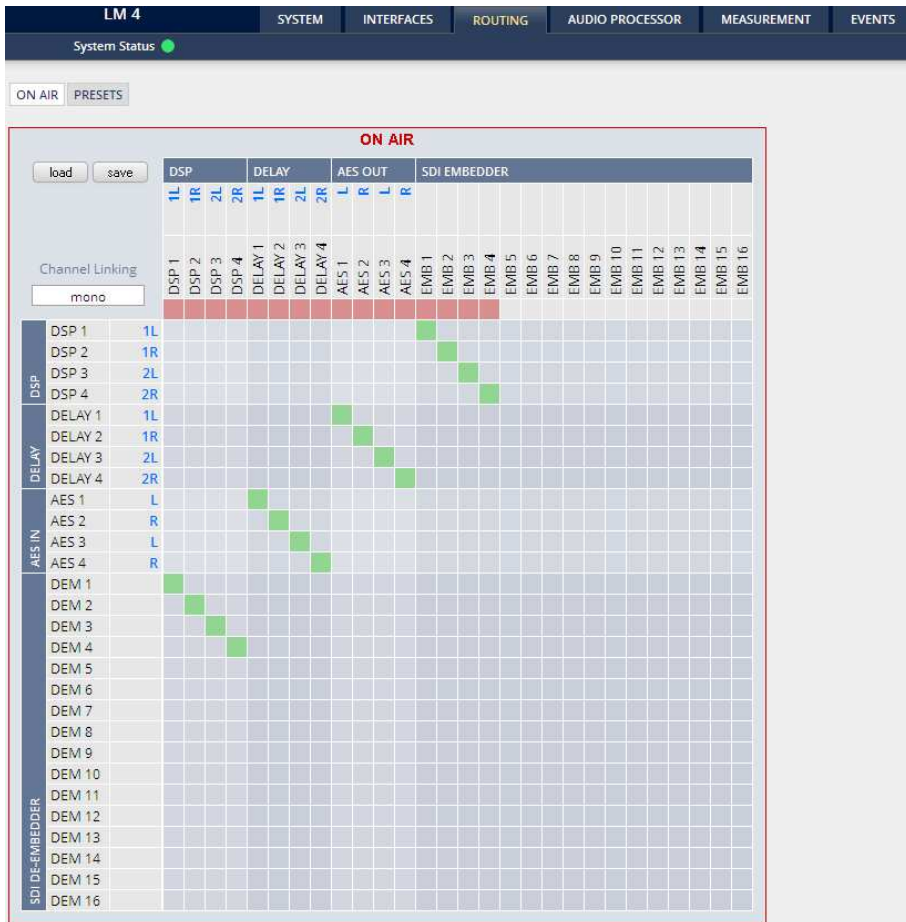 LM 4 SYSTEM INTERFACES ROUTING AUDIO PROCESSOR MEASUREMENT EVENTS
System Status
ON AIR PRESETS
ON AIR
load save DSP DELAY AES OUT SDI EMBEDDER
1L 1R 2L 2R 1L 1R 2L 2R L R L R
Channel Linking
DSP 1 DSP 2 DSP 3 DSP 4 DELAY 1 DELAY 2 DELAY 3 DELAY 4 AES 1 AES 2 AES 3 AES 4 EMB 1 EMB 2 EMB 3 EMB 4 EMB 5 EMB 6 EMB 7 EMB 8 EMB 9 EMB 10 EMB 11 EMB 12 EMB 13 EMB 14 EMB 15 EMB 16
mono
DSP
DSP 1 1L
DSP 2 1R
DSP 3 2L
DSP 4 2R
DELAY
DELAY 1 1L
DELAY 2 1R
DELAY 3 2L
DELAY 4 2R
AES IN
AES 1 L
AES 2 R
AES 3 L
AES 4 R
SDI DE-EMBEDDER
DEM 1
DEM 2
DEM 3
DEM 4
DEM 5
DEM 6
DEM 7
DEM 8
DEM 9
DEM 10
DEM 11
DEM 12
DEM 13
DEM 14
DEM 15
DEM 16